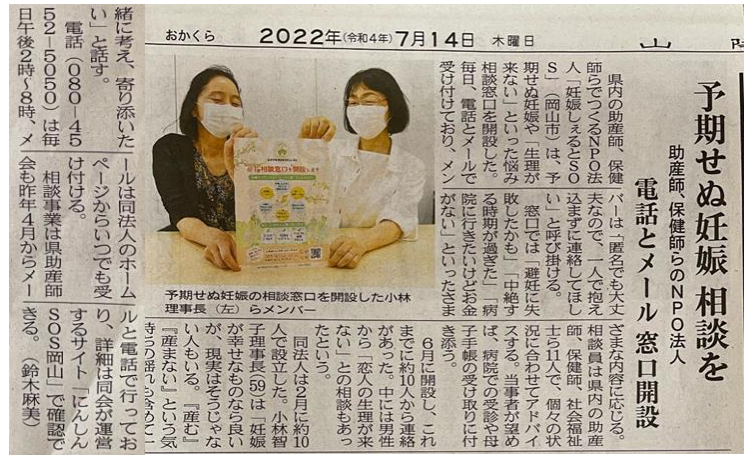 おかくら 2022年(令和4年)7月14日 木曜日 山
予期せぬ妊娠 相談を
助産師、保健師らのNPO法人
電話とメール 窓口開設
県内の助産師、保健
師らでつくるNPO法
人「妊娠しぇるとSO
S」(岡山市)は、予
期せぬ妊娠や「生理が
来ない」といった悩み
相談窓口を開設した。
毎日、電話とメールで
受け付けており、メン
バーは「匿名でも大丈
夫なので、一人で抱え
込まずに連絡してほし
い」と呼び掛ける。
窓口では「避妊に失
敗したかも」「中絶す
る時期が過ぎた」「病
院に行きたいけどお金
がない」といったさま
ざまな内容に応じる。
相談員は県内の助産
師、保健師、社会福祉
士ら11人で、個々の状
況に合わせてアドバイ
スする。当事者が望め
ば、病院での受診や母
子手帳の受け取りに付
き添う。
6月に開設し、これ
までに約10人から連絡
があった。中には男性
から「恋人の生理が来
ない」との相談もあっ
たという。
同法人は2月に約10
人で設立した。小林智
子理事長(59)は「妊娠
が幸せなものなら良い
が、現実はそうじゃな
い人もいる。『産む』
『産まない』という気
持ちの揺れも含めて一
緒に考え、寄り添いた
い」と話す。
電話(080-45
52-5050)は毎
日午後2時〜8時、メ
ールは同法人のホーム
ページからいつでも受
け付ける。
相談事業は県助産師
会も昨年4月からメー
ルと電話で行ってお
り、詳細は同会が運営
するサイト「にんしん
SOS岡山」で確認で
きる。 (鈴木麻美)
相談窓口を開設します
予期せぬ妊娠の相談窓口を開設した小林
理事長(左)らメンバー